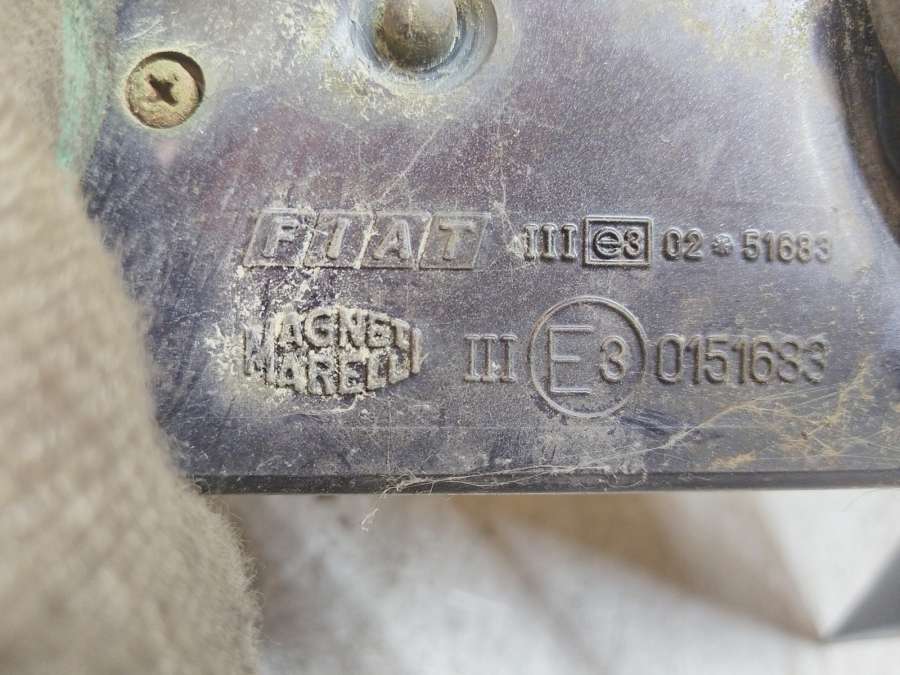 FIAT III e3 02 * 51683
MAGNETI MARELLI III E3 0151683